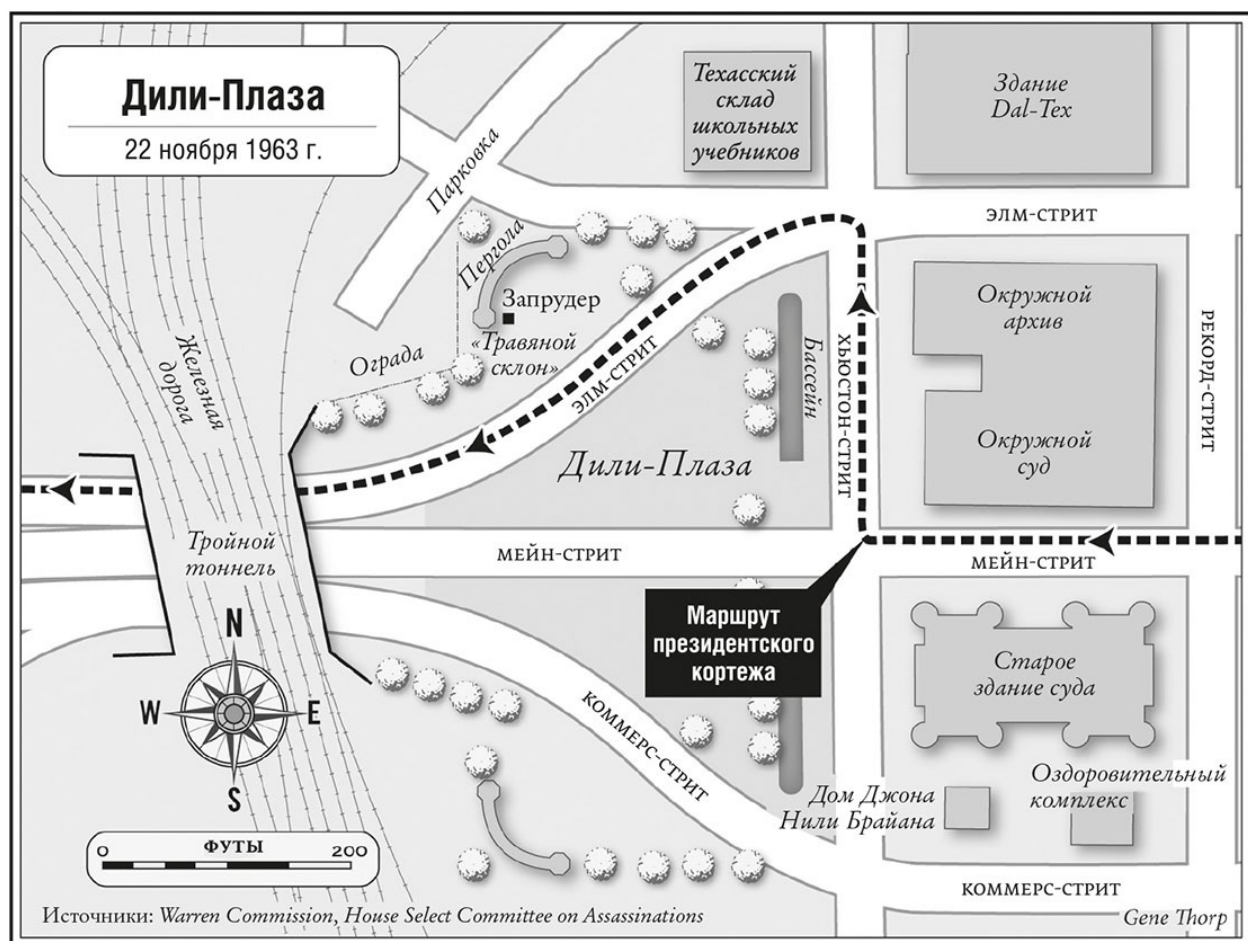 Дили-Плаза
22 ноября 1963 г.
Техасский
склад
школьных
учебников
Здание
Dal-Tex
Парковка
ЭЛМ-СТРИТ
Пергола
Запрудер
«Травяной
склон»
Ограда
Железная
дорога
ЭЛМ-СТРИТ
Бассейн
ХЬЮСТОН-СТРИТ
Окружной
архив
Окружной
суд
РЕКОРД-СТРИТ
Дили-Плаза
Тройной
тоннель
МЕЙН-СТРИТ
МЕЙН-СТРИТ
Маршрут
президентского
кортежа
Старое
здание суда
N
W
E
S
КОММЕРС-СТРИТ
Дом Джона
Нили Брайана
Оздоровительный
комплекс
ФУТЫ
0
200
КОММЕРС-СТРИТ
Источники: Warren Commission, House Select Committee on Assassinations
Gene Thorp